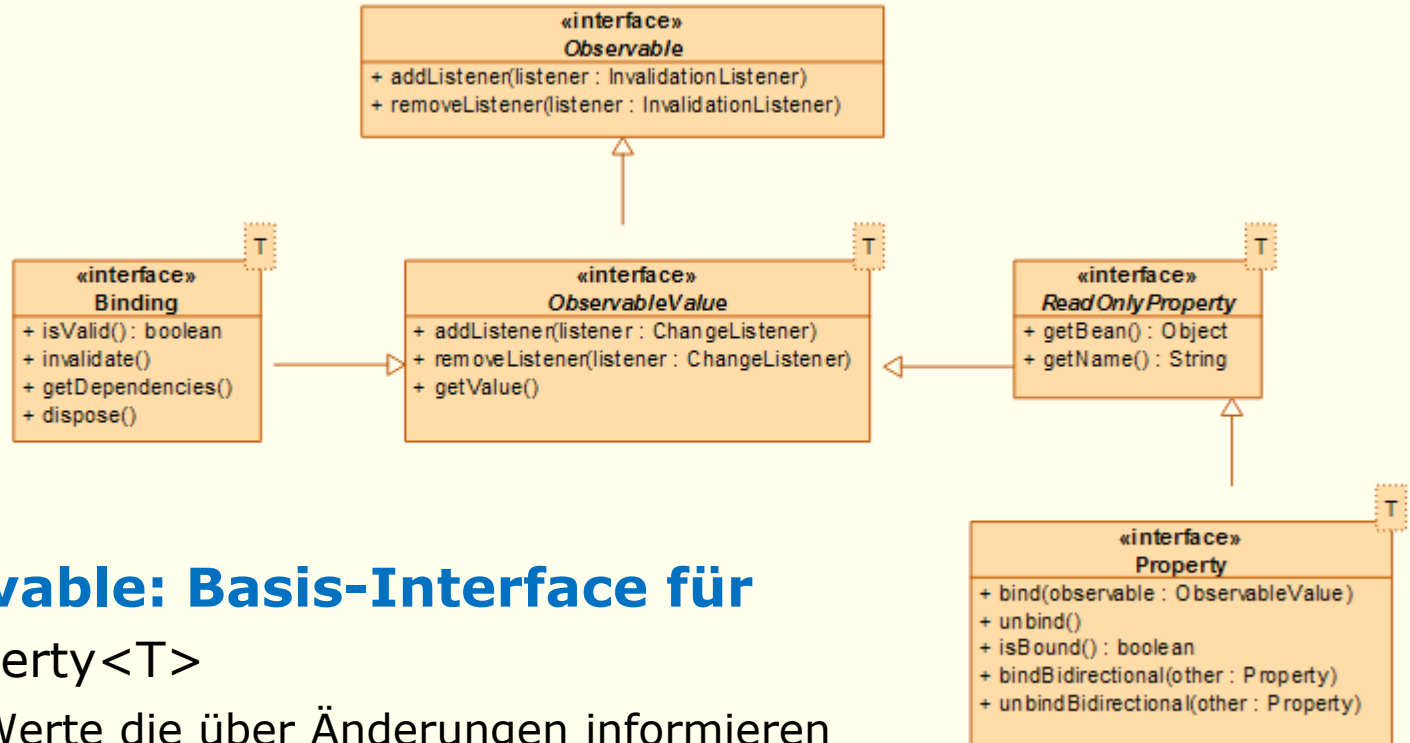 «interface»
Observable
+ addListener(listener : InvalidationListener)
+ removeListener(listener : InvalidationListener)
T
«interface»
Binding
+ isValid() : boolean
+ invalidate()
+ getDependencies()
+ dispose()
T
«interface»
ObservableValue
+ addListener(listener : ChangeListener)
+ removeListener(listener : ChangeListener)
+ getValue()
T
«interface»
ReadOnlyProperty
+ getBean() : Object
+ getName() : String
T
«interface»
Property
+ bind(observable : ObservableValue)
+ unbind()
+ isBound() : boolean
+ bindBidirectional(other : Property)
+ unbindBidirectional(other : Property)
vable: Basis-Interface für
erty<T>
Werte die über Änderungen informieren